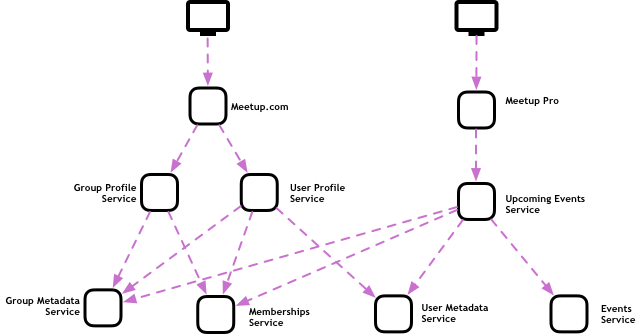 Meetup.com
Meetup Pro
Group Profile
Service
User Profile
Service
Upcoming Events
Service
Group Metadata
Service
Memberships
Service
User Metadata
Service
Events
Service